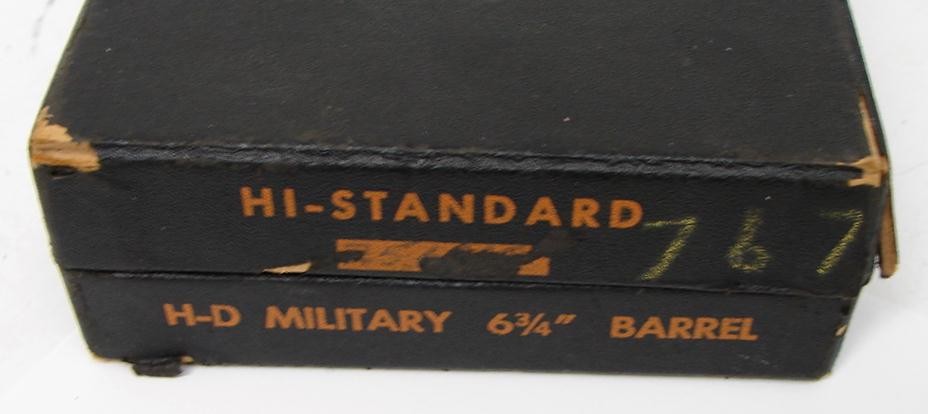 HI-STANDARD
767
H-D MILITARY 6¾" BARREL